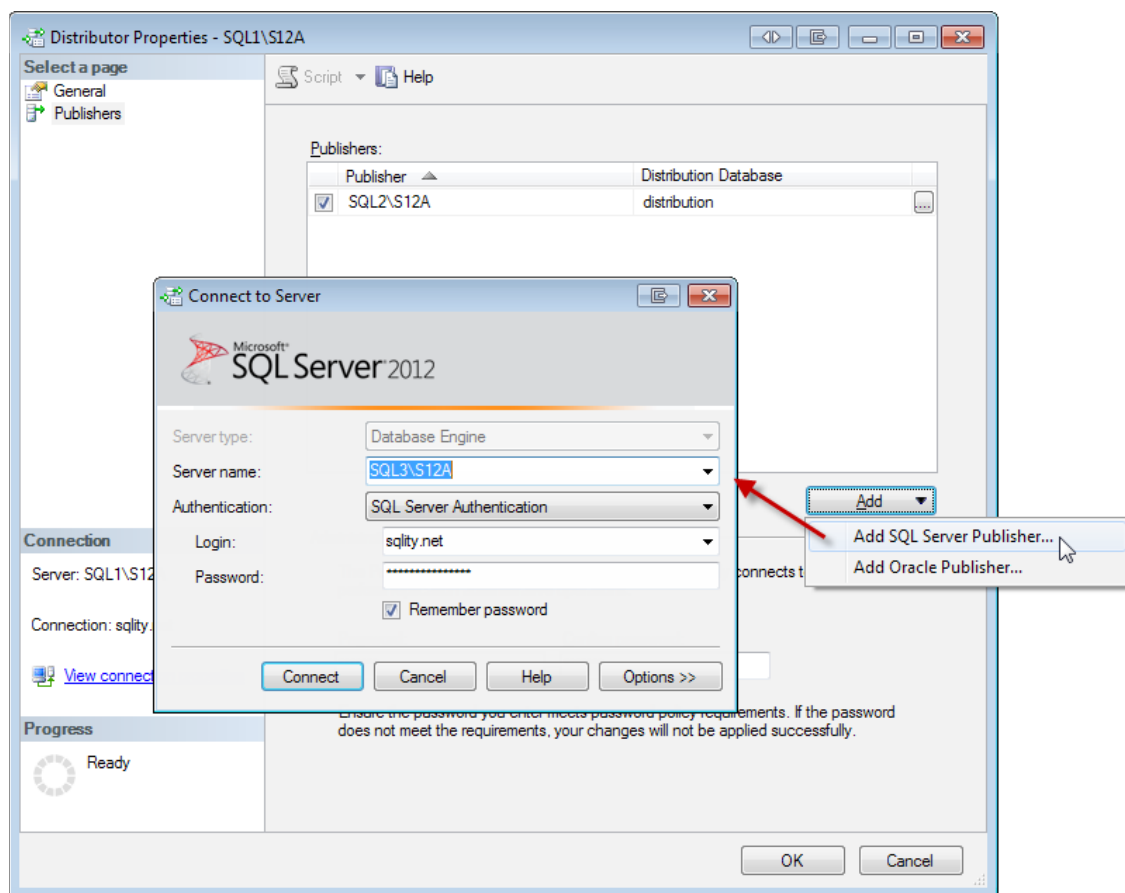 Distributor Properties - SQL1\S12A
Select a page
General
Publishers
Script
Help
Publishers:
Publisher
Distribution Database
SQL2\S12A
distribution
....
Connect to Server
Microsoft®
SQL Server® 2012
Server type:
Database Engine
Server name:
SQL3\S12A
Authentication:
SQL Server Authentication
Login:
sqlity.net
Password:
***************
Remember password
Connect
Cancel
Help
Options >>
Add
Add SQL Server Publisher...
Add Oracle Publisher...
Connection
Server: SQL1\S12
Connection: sqlity.
View connect
connects t
Ensure the password you enter meets password policy requirements. If the password
does not meet the requirements, your changes will not be applied successfully.
Progress
Ready
OK
Cancel